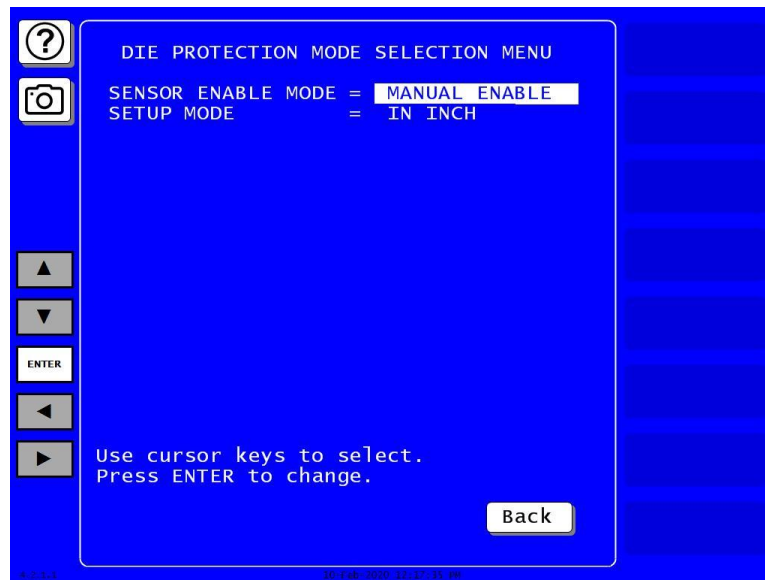 ?
DIE PROTECTION MODE SELECTION MENU
SENSOR ENABLE MODE = MANUAL ENABLE
SETUP MODE = IN INCH
ENTER
Use cursor keys to select.
Press ENTER to change.
Back